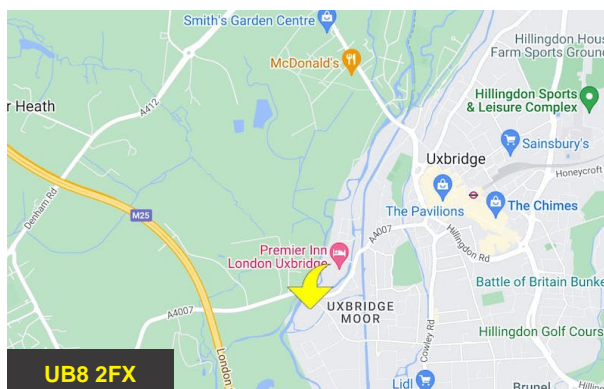 Smith's Garden Centre
Hillingdon Hous
Farm Sports Groun
McDonald's
A412
r Heath
Hillingdon Sports
& Leisure Complex
Sainsbury's
Uxbridge
Honeycroft
Denham Rd
M25
The Pavilions
The Chimes
A4007
Hillingdon Rd
Premier Inn
London Uxbridge
Battle of Britain Bunke
A4007
UXBRIDGE
MOOR
Cowley Rd
Hillingdon Golf Cours
London
UB8 2FX
Lidl
Brunel